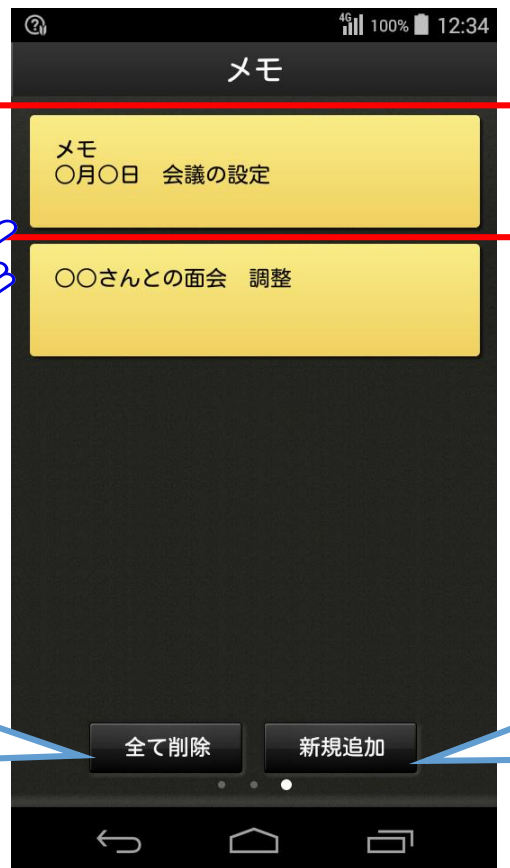 4G 100% 12:34
メモ
メモ
○月○日　会議の設定
○○さんとの面会　調整
全て削除 新規追加